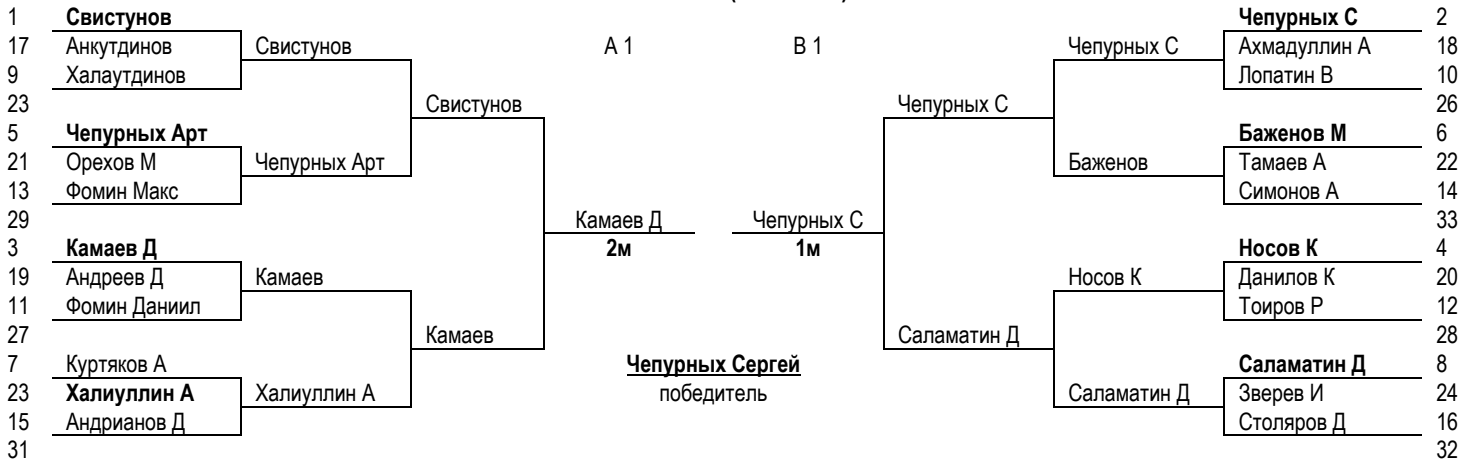 1 Свистунов Чепурных С 2
17 Анкутдинов Свистунов А 1 В 1 Чепурных С Ахмадуллин А 18
9 Халаутдинов Лопатин В 10
23 Свистунов Чепурных С 26
5 Чепурных Арт Баженов М 6
21 Орехов М Чепурных Арт Баженов Тамаев А 22
13 Фомин Макс Симонов А 14
29 Камаев Д Чепурных С 33
3 Камаев Д 2м 1м Носов К 4
19 Андреев Д Камаев Носов К Данилов К 20
11 Фомин Даниил Тоиров Р 12
27 Камаев Саламатин Д 28
7 Куртяков А Чепурных Сергей Саламатин Д 8
23 Халиуллин А Халиуллин А победитель Саламатин Д Зверев И 24
15 Андрианов Д Столяров Д 16
31 32